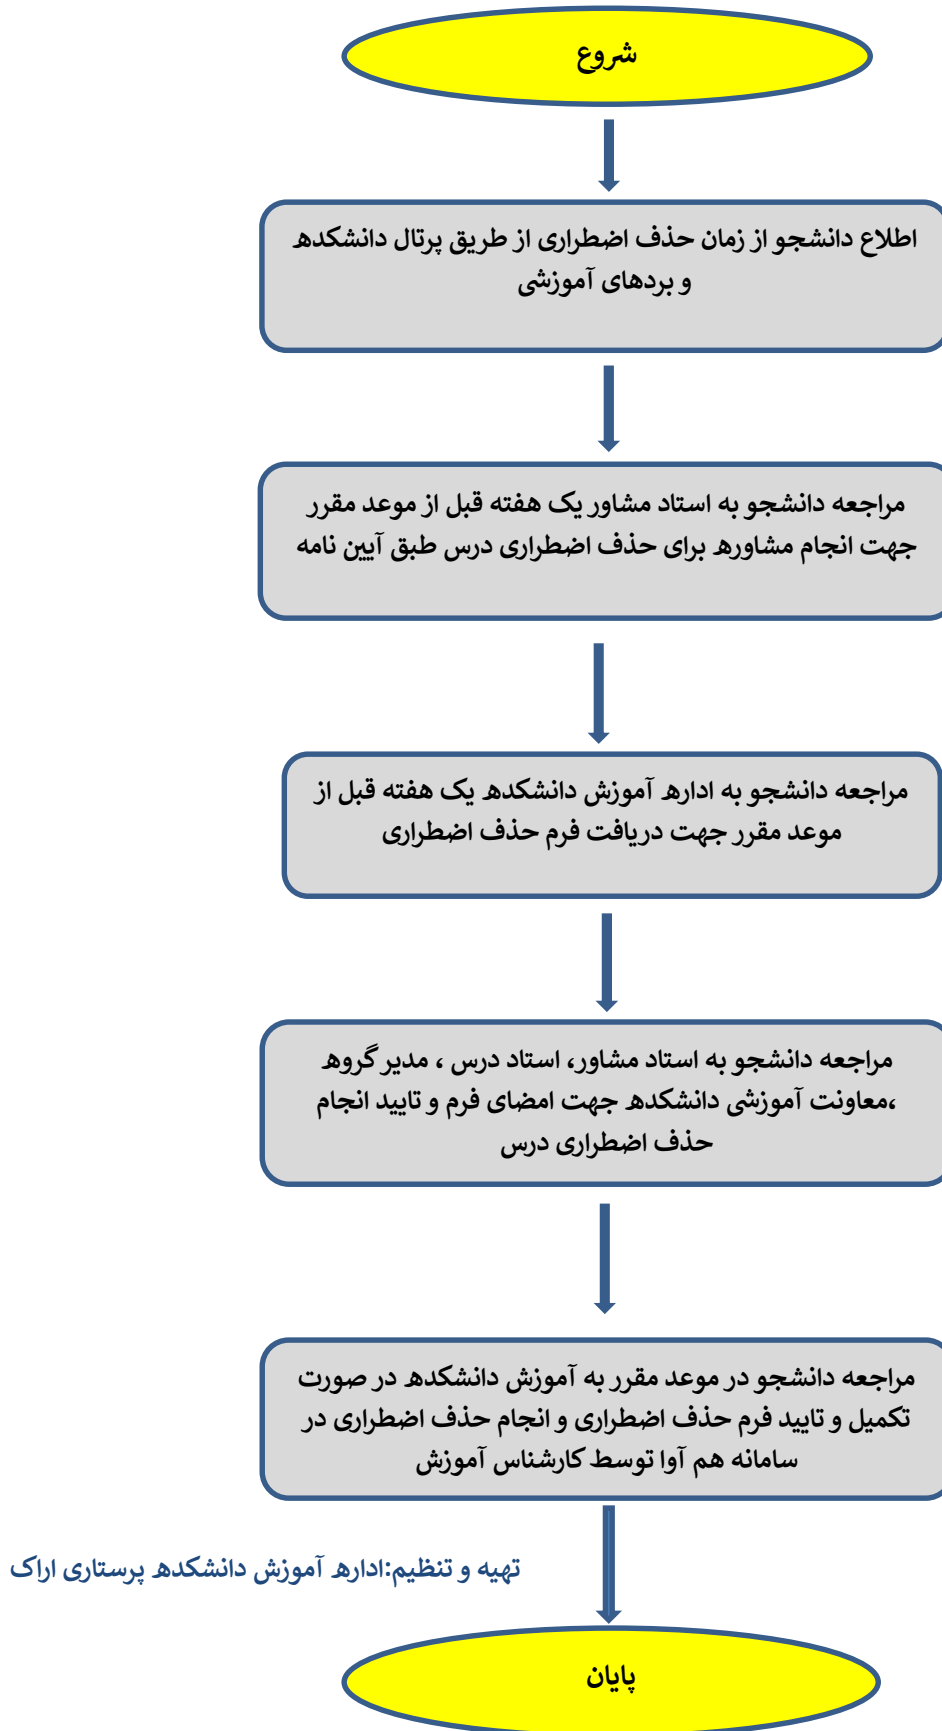 شروع
اطلاع دانشجو از زمان حذف اضطراری از طریق پرتال دانشکده
و بردهای آموزشی
مراجعه دانشجو به استاد مشاور یک هفته قبل از موعد مقرر
جهت انجام مشاوره برای حذف اضطراری درس طبق آیین نامه
مراجعه دانشجو به اداره آموزش دانشکده یک هفته قبل از
موعد مقرر جهت دریافت فرم حذف اضطراری
مراجعه دانشجو به استاد مشاور، استاد درس ، مدیر گروه
،معاونت آموزشی دانشکده جهت امضای فرم و تایید انجام
حذف اضطراری درس
مراجعه دانشجو در موعد مقرر به آموزش دانشکده در صورت
تکمیل و تایید فرم حذف اضطراری و انجام حذف اضطراری در
سامانه هم آوا توسط کارشناس آموزش
تهیه و تنظیم:اداره آموزش دانشکده پرستاری اراک
پایان